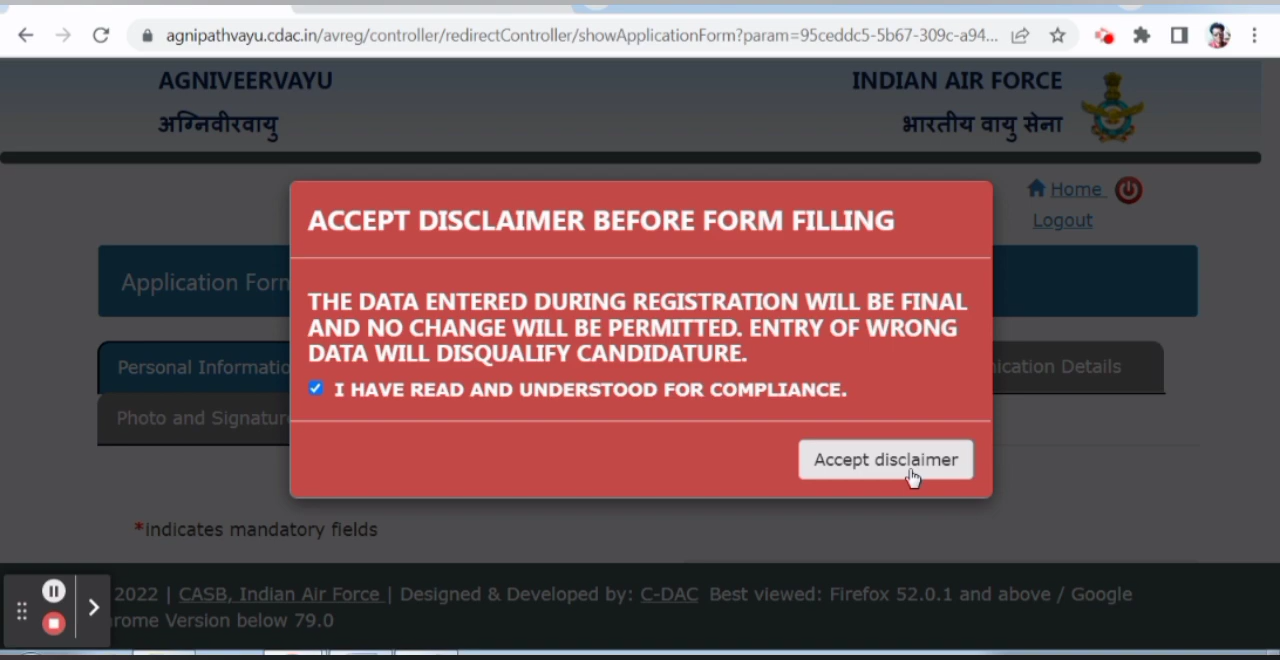 agnipathvayu.cdac.in/avreg/controller/redirectController/showApplicationForm?param=95ceddc5-5b67-309c-a94...
AGNIVEERVAYU
INDIAN AIR FORCE
अग्निवीरवायु
भारतीय वायु सेना
Home
Logout
ACCEPT DISCLAIMER BEFORE FORM FILLING
Application Form
THE DATA ENTERED DURING REGISTRATION WILL BE FINAL
AND NO CHANGE WILL BE PERMITTED. ENTRY OF WRONG
DATA WILL DISQUALIFY CANDIDATURE.
Personal Informatio
ication Details
I HAVE READ AND UNDERSTOOD FOR COMPLIANCE.
Photo and Signature
Accept disclaimer
*Indicates mandatory fields
2022 | CASB, Indian Air Force | Designed & Developed by: C-DAC Best viewed: Firefox 52.0.1 and above / Google
rome Version below 79.0